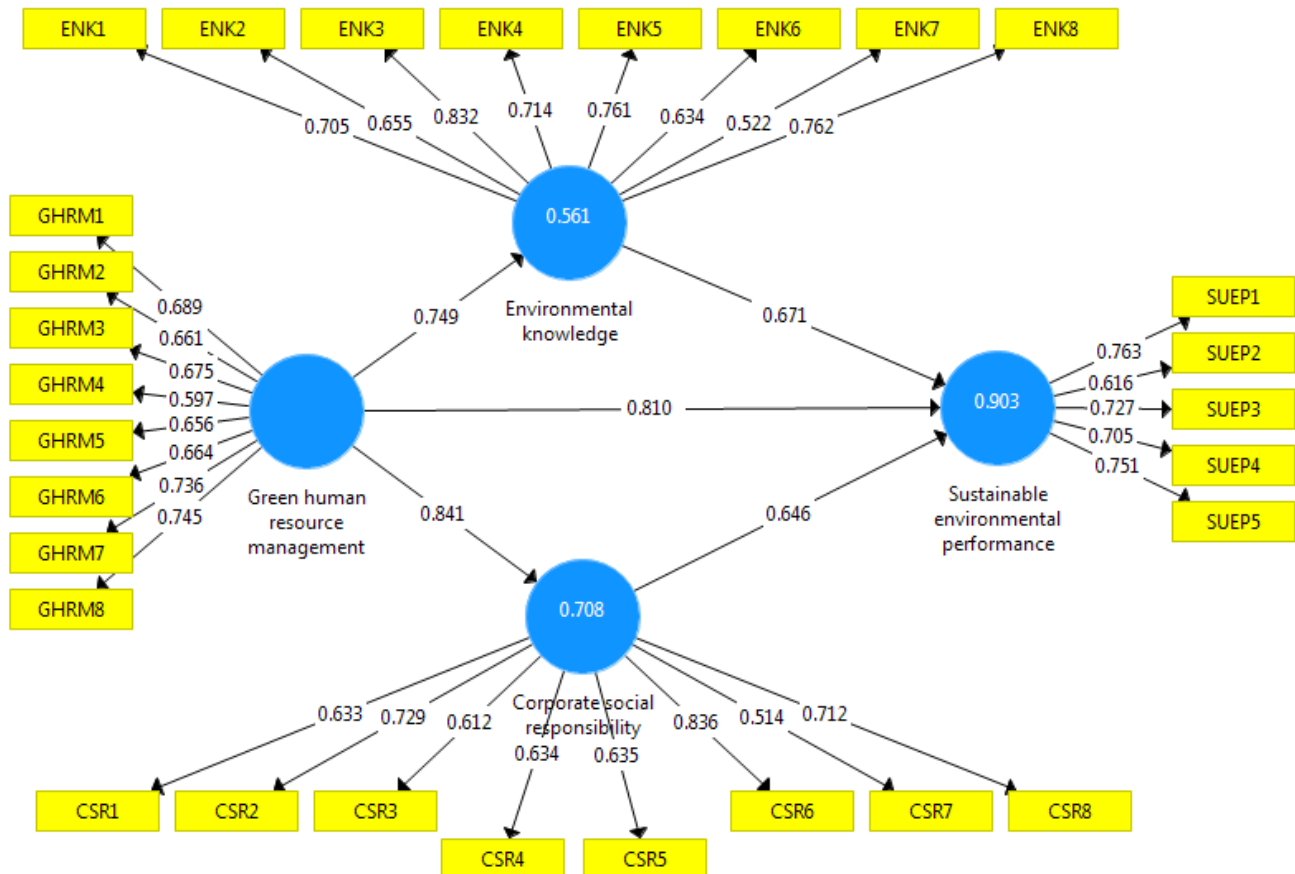 ENK1 ENK2 ENK3 ENK4 ENK5 ENK6 ENK7 ENK8
0.705 0.655 0.832 0.714 0.761 0.634 0.522 0.762
0.561
Environmental
knowledge
GHRM1
GHRM2
GHRM3
GHRM4
GHRM5
GHRM6
GHRM7
GHRM8
0.689
0.661
0.675
0.597
0.656
0.664
0.736
0.745
Green human
resource
management
0.749
0.810
0.841
0.671
0.646
0.903
Sustainable
environmental
performance
0.763
0.616
0.727
0.705
0.751
SUEP1
SUEP2
SUEP3
SUEP4
SUEP5
0.708
Corporate social
responsibility
0.633 0.729 0.612 0.634 0.635 0.836 0.514 0.712
CSR1 CSR2 CSR3 CSR4 CSR5 CSR6 CSR7 CSR8